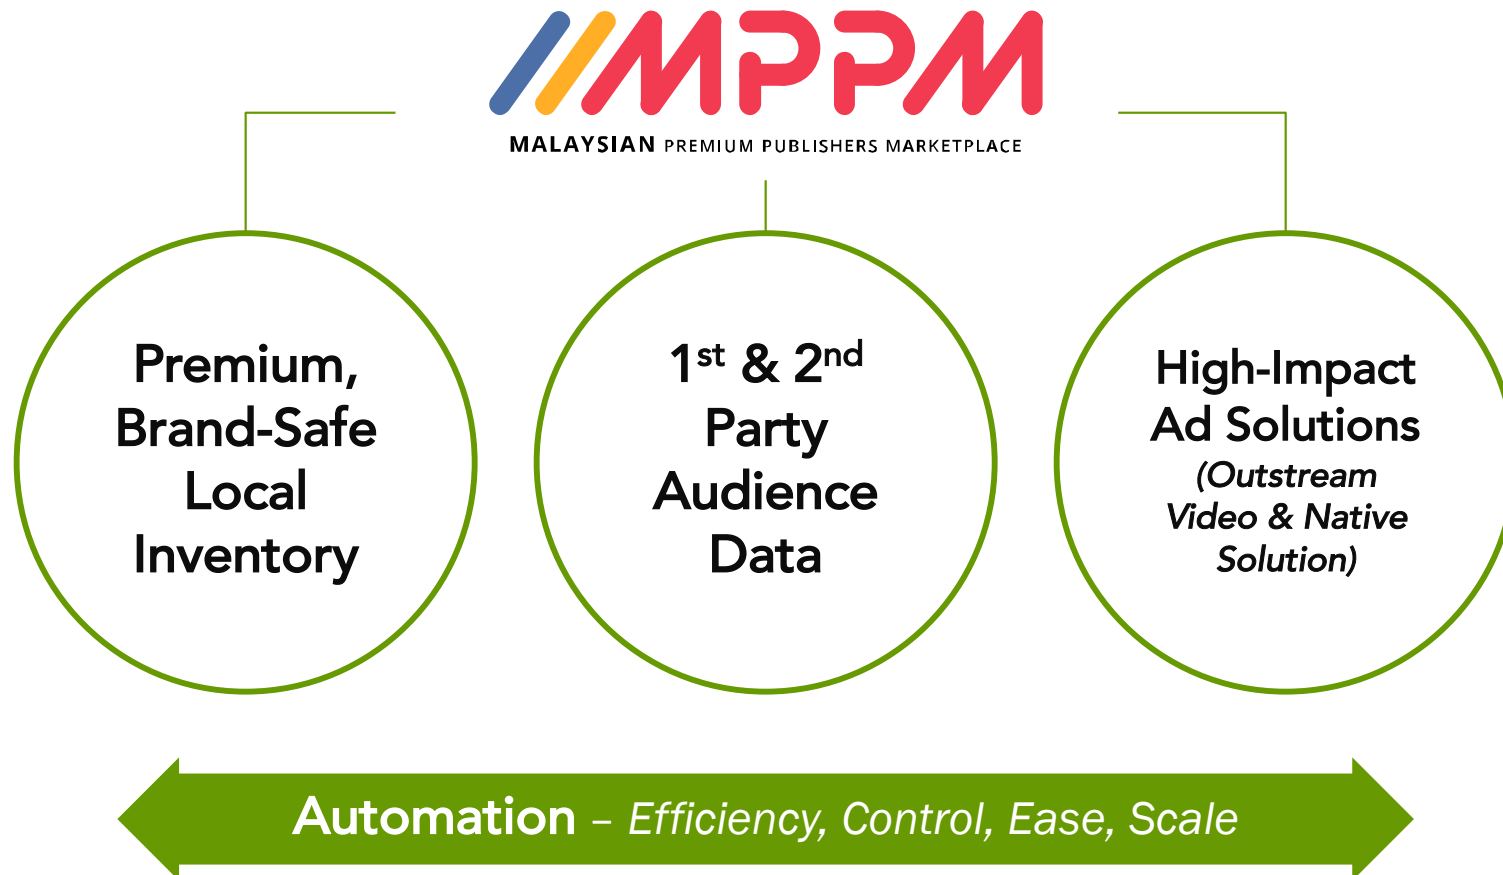 MPPM
MALAYSIAN PREMIUM PUBLISHERS MARKETPLACE
Premium,
Brand-Safe
Local
Inventory
1st & 2nd
Party
Audience
Data
High-Impact
Ad Solutions
(Outstream
Video & Native
Solution)
Automation – Efficiency, Control, Ease, Scale